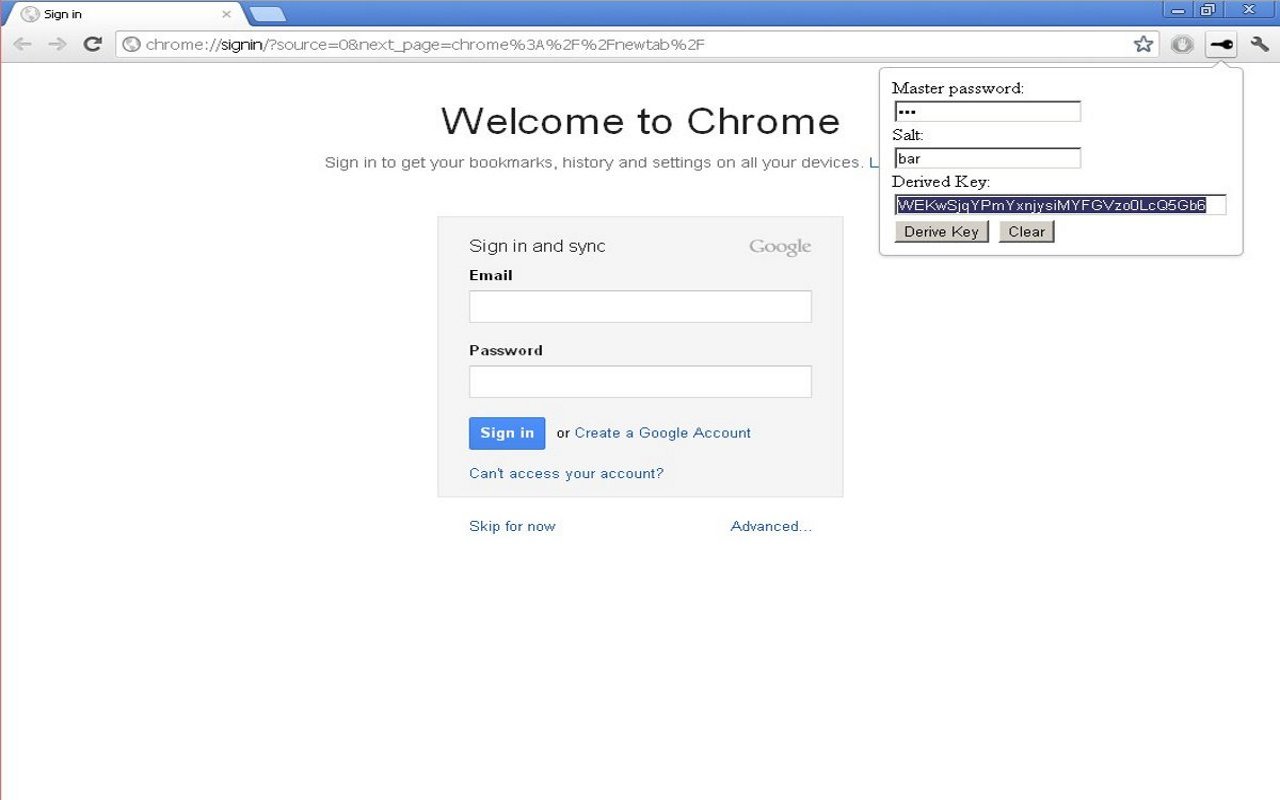 Sign in
chrome://signin/?source=0&next_page=chrome%3A%2F%2Fnewtab%2F
Master password:
•••
Salt:
bar
Derived Key:
WEKwSjqYPmYxnjysiMYFGVzo0LcQ5Gb6
Derive Key Clear
Welcome to Chrome
Sign in to get your bookmarks, history and settings on all your devices. L
Sign in and sync Google
Email
Password
Sign in or Create a Google Account
Can't access your account?
Skip for now Advanced...